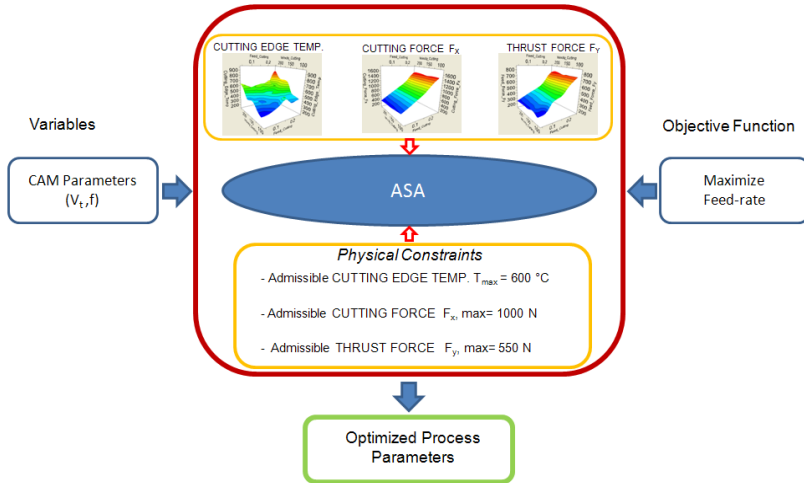 CUTTING EDGE TEMP.
CUTTING FORCE Fx
THRUST FORCE FY
Variables
CAM Parameters
(Vt,f)
Objective Function
Maximize
Feed-rate
ASA
Physical Constraints
- Admissible CUTTING EDGE TEMP. Tmax = 600 °C
- Admissible CUTTING FORCE Fx, max= 1000 N
- Admissible THRUST FORCE Fy, max= 550 N
Optimized Process
Parameters